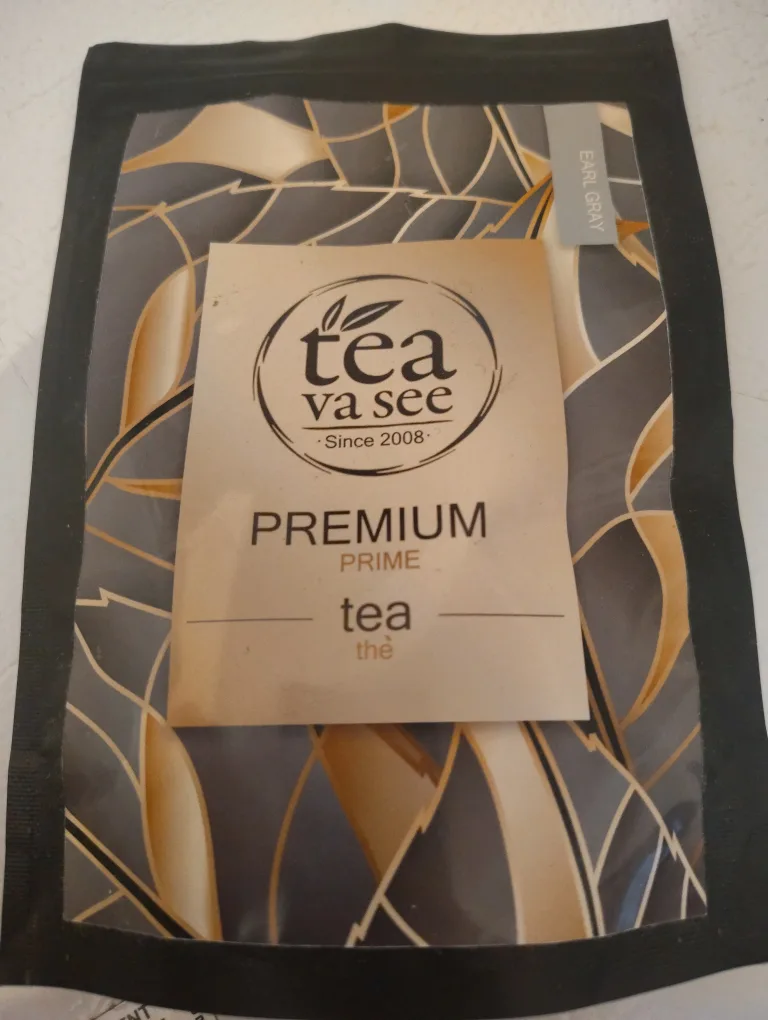 EARL GRAY
tea
va see
·Since 2008·
PREMIUM
PRIME
tea
thè